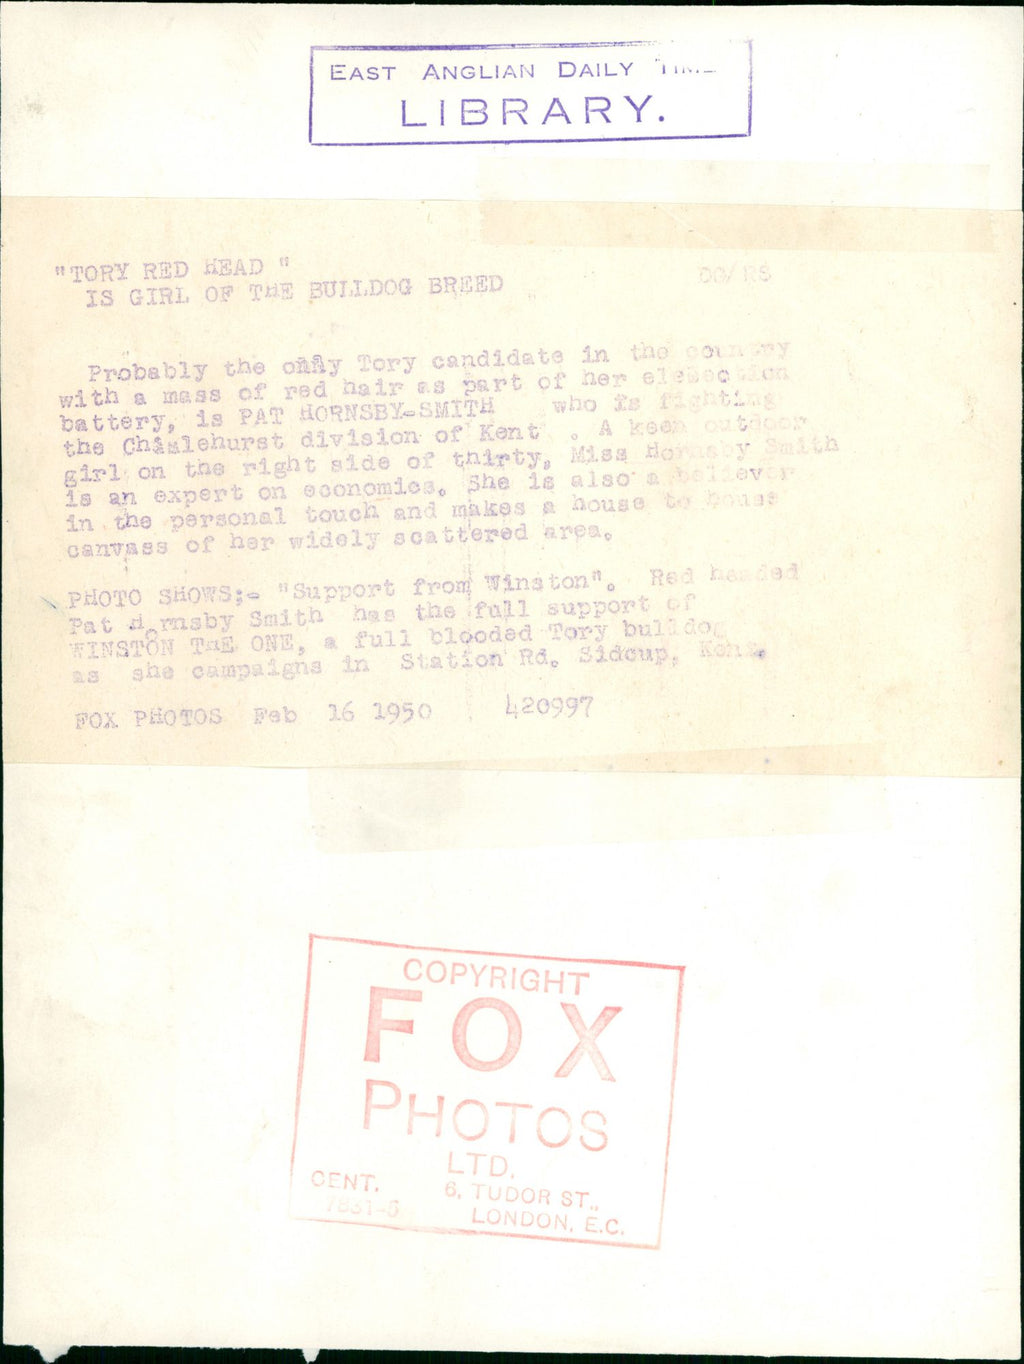 EAST ANGLIAN DAILY
LIBRARY.
"TORY RED HEAD "
IS GIRL OF THE BULLDOG BREED
OO/RS
Probably the only Tory candidate in the country
with a mass of red hair as part of her elebection
battery, is PAT HORNSBY-SMITH who is fighting
the Chislehurst division of Kent . A keen outdoor
girl on the right side of thirty, Miss Hornsby Smith
is an expert on economics. She is also a believer
in the personal touch and makes a house to house
canvass of her widely scattered area.
PHOTO SHOWS;- "Support from Winston". Red headed
Pat Hornsby Smith has the full support of
WINSTON THE ONE, a full blooded Tory bulldog
as she campaigns in Station Rd. Sidcup, Kent.
FOX PHOTOS Feb 16 1950 420997
COPYRIGHT
FOX
PHOTOS
LTD.
CENT. 6, TUDOR ST.,
7831-5 LONDON, E.C.